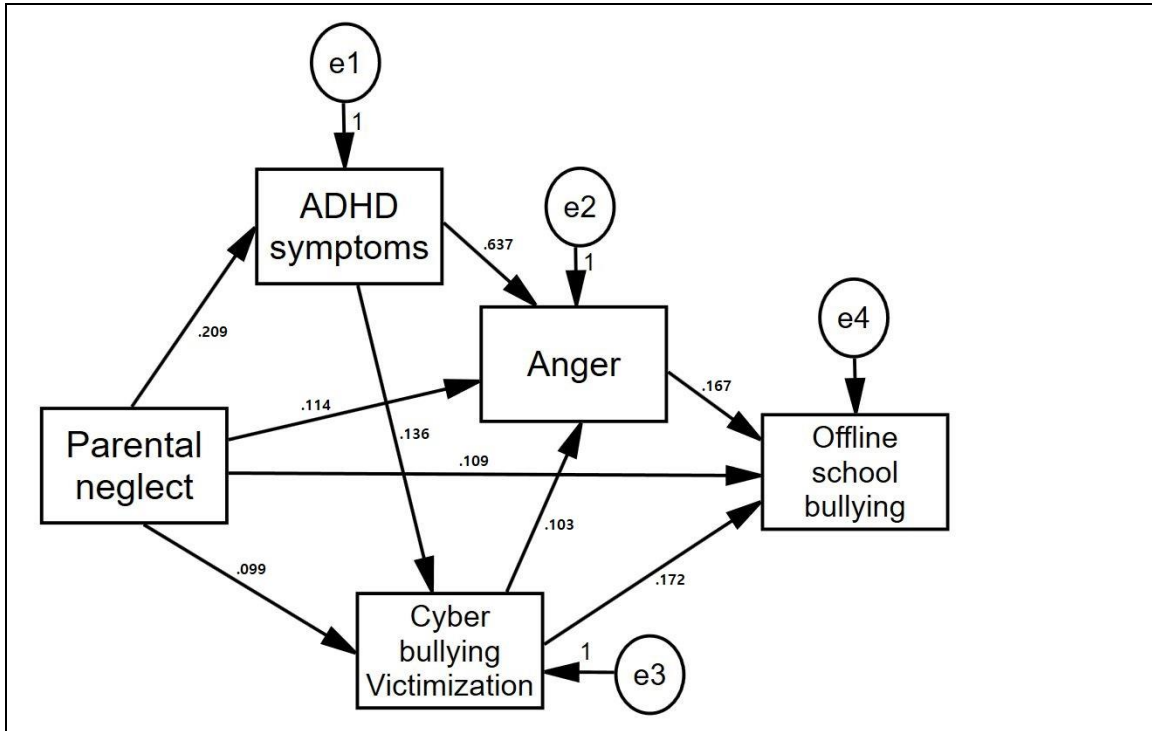 e1
1
ADHD
symptoms
e2
1
.637
e4
.209
Anger
.114
.167
Parental
neglect
.136
.109
Offline
school
bullying
.103
.099
.172
Cyber
bullying
Victimization
1
e3